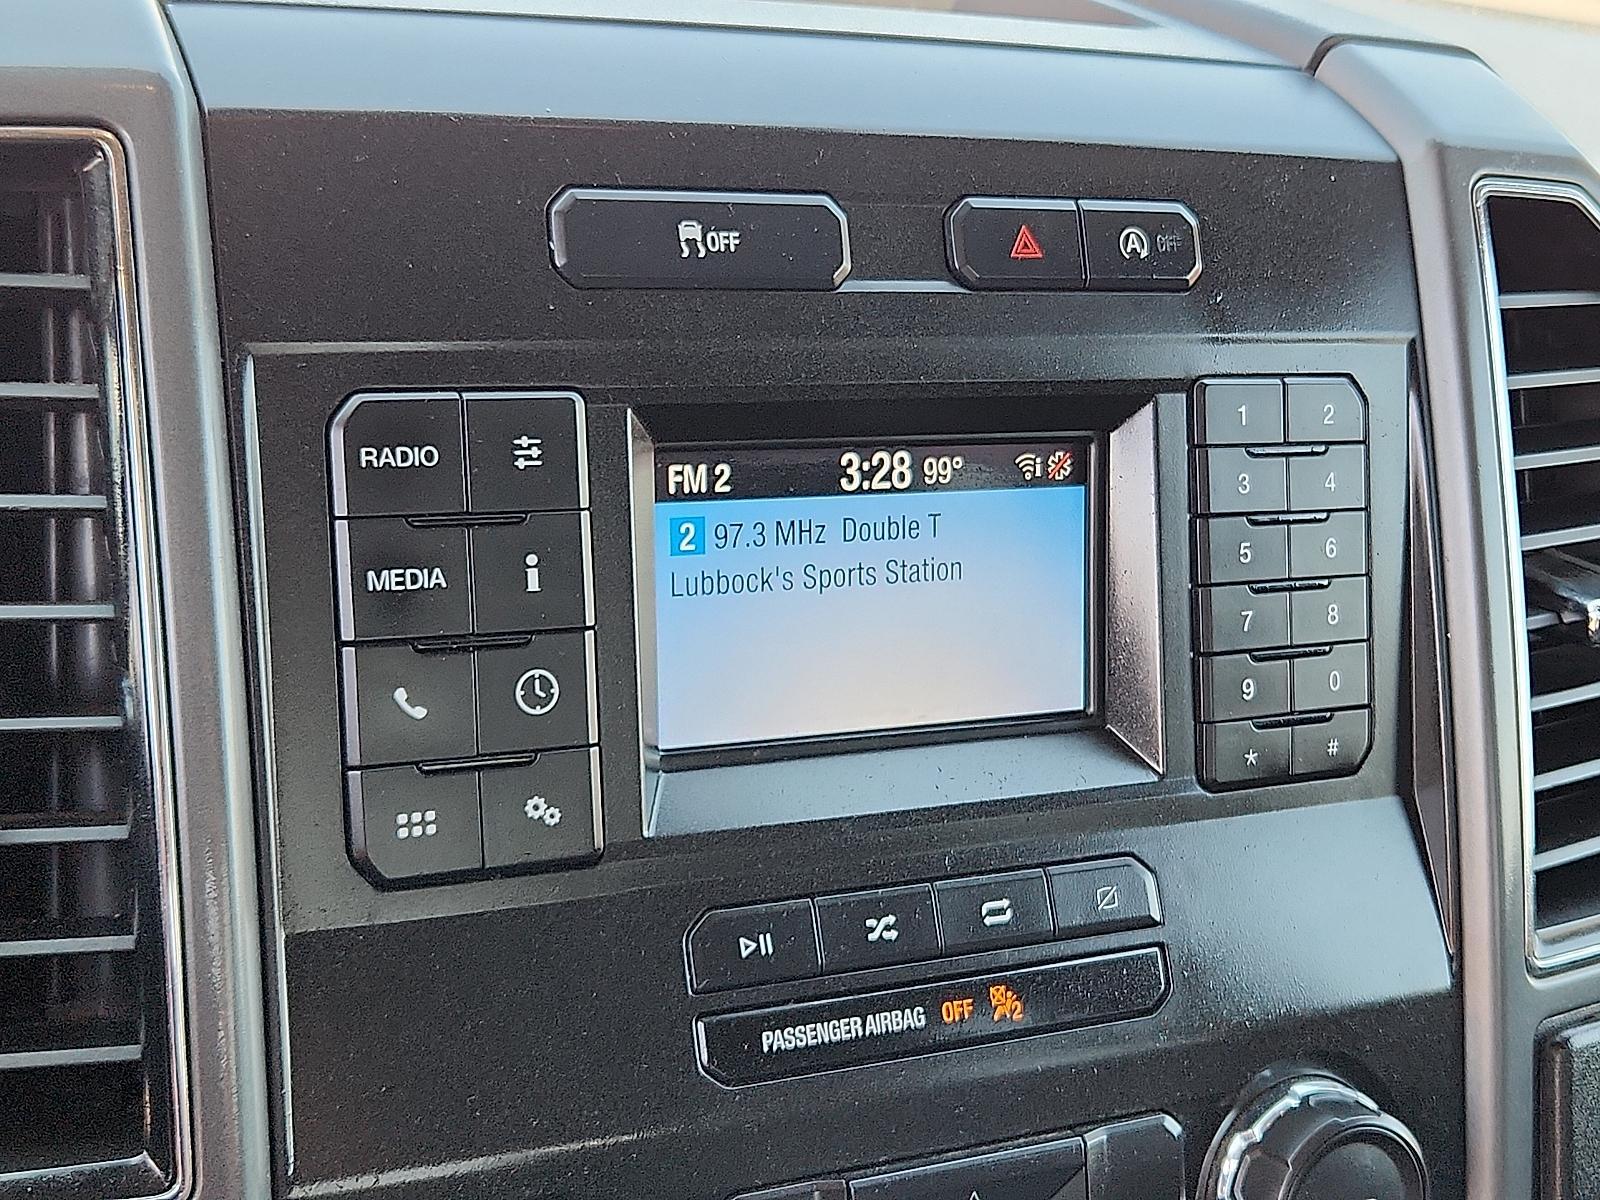 OFF
A OFF
RADIO
MEDIA
FM 2 3:28 99° i
2 97.3 MHz Double T
Lubbock's Sports Station
1 2
3 4
5 6
7 8
9 0
* #
PASSENGER AIRBAG OFF 2